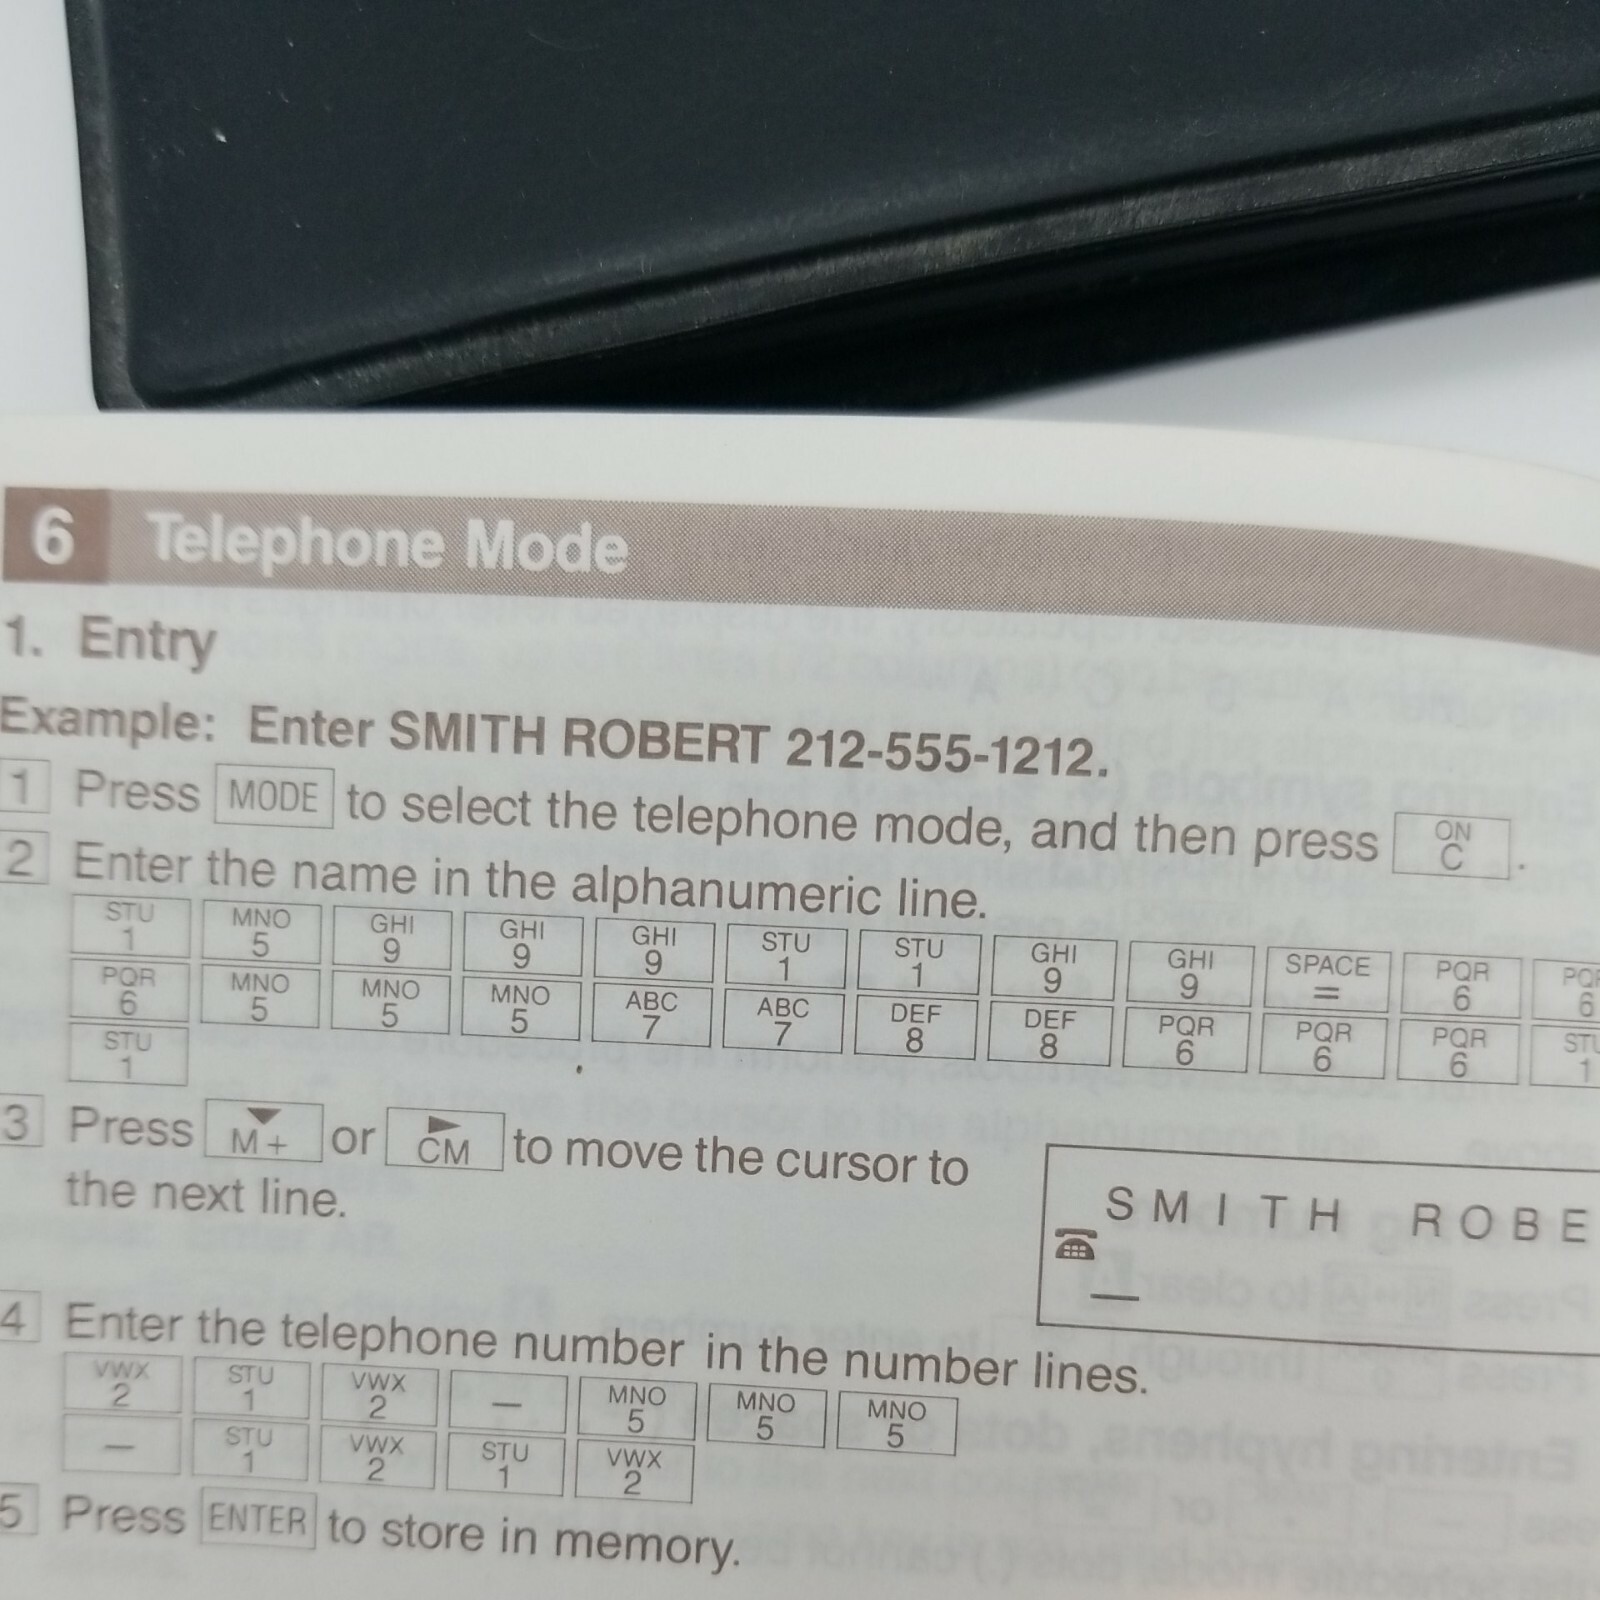 6 Telephone Mode
1. Entry
Example: Enter SMITH ROBERT 212-555-1212.
1 Press MODE to select the telephone mode, and then press ON C .
2 Enter the name in the alphanumeric line.
STU MNO GHI GHI GHI STU STU GHI GHI SPACE PQR PQ
1 5 9 9 9 1 1 9 9 = 6 6
PQR MNO MNO MNO ABC ABC DEF DEF PQR PQR PQR STU
6 5 5 5 7 7 8 8 6 6 6 1
STU
1
3 Press M+ or CM to move the cursor to
the next line.
SMITH ROBE
4 Enter the telephone number in the number lines.
VWX STU VWX — MNO MNO MNO
2 1 2 5 5 5
— STU VWX STU VWX
1 2 1 2
5 Press ENTER to store in memory.